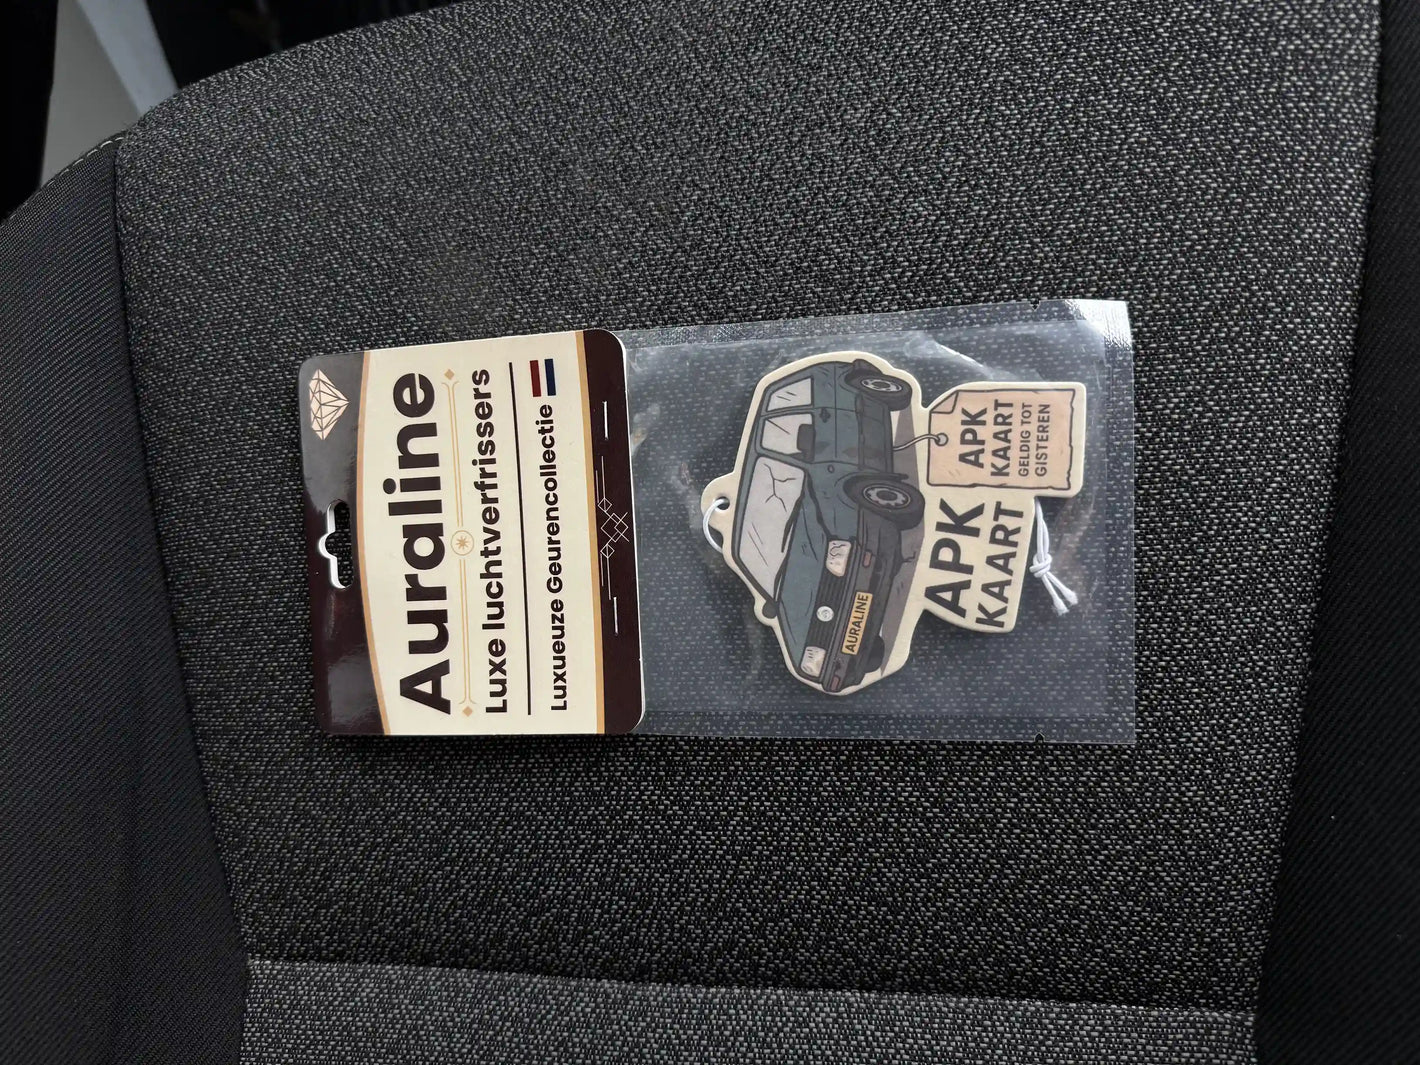 Auraline
Luxe luchtverfrissers
Luxueuze Geurencollectie
AURALINE
APK
KAART
APK
KAART
GELDIG TOT
GISTEREN